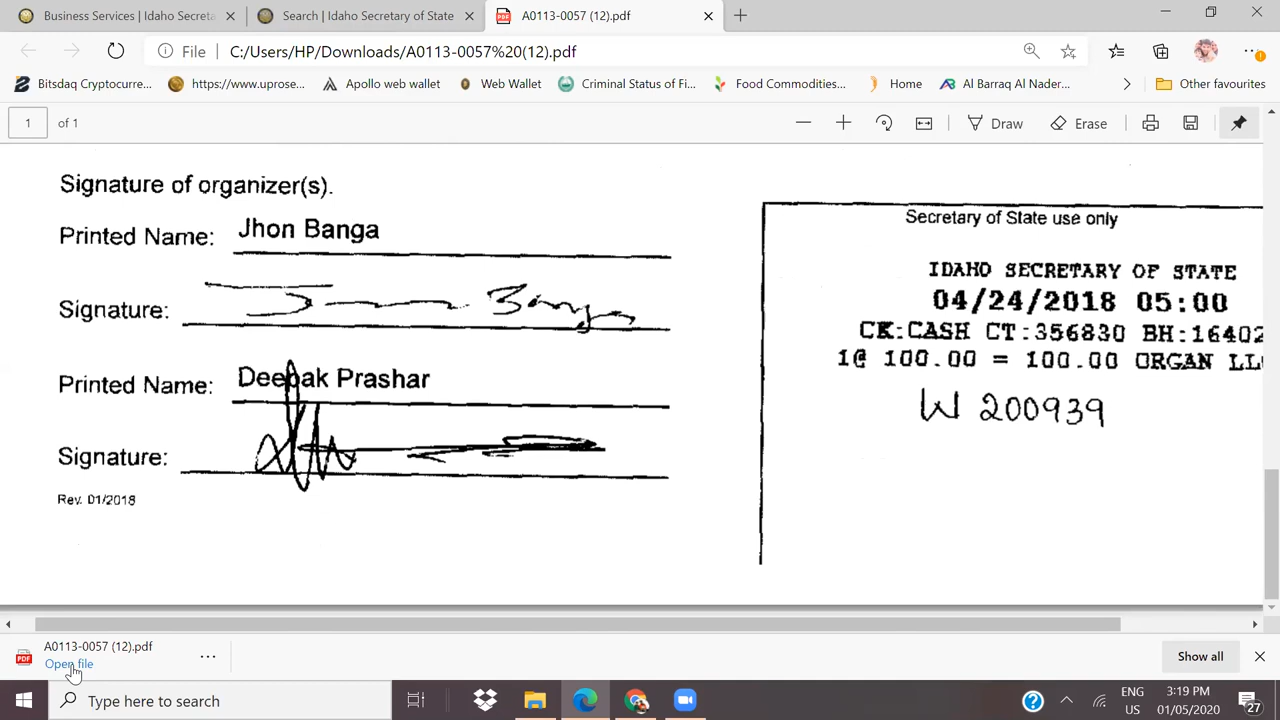 Business Services | Idaho Secreta
Search | Idaho Secretary of State
A0113-0057 (12).pdf
File
C:/Users/HP/Downloads/A0113-0057%20(12).pdf
Bitsdaq Cryptocurre...
https://www.uprose...
Apollo web wallet
Web Wallet
Criminal Status of Fi...
Food Commodities...
Home
Al Barraq Al Nader...
Other favourites
1 of 1
Draw
Erase
Signature of organizer(s).
Printed Name: Jhon Banga
Signature: J Banga
Printed Name: Deepak Prashar
Signature:
Rev. 01/2018
Secretary of State use only
IDAHO SECRETARY OF STATE
04/24/2018 05:00
CK:CASH CT:356830 BH:16402
1@ 100.00 = 100.00 ORGAN LL
W 200939
A0113-0057 (12).pdf
Open file
Show all
Type here to search
ENG
US
3:19 PM
01/05/2020
27